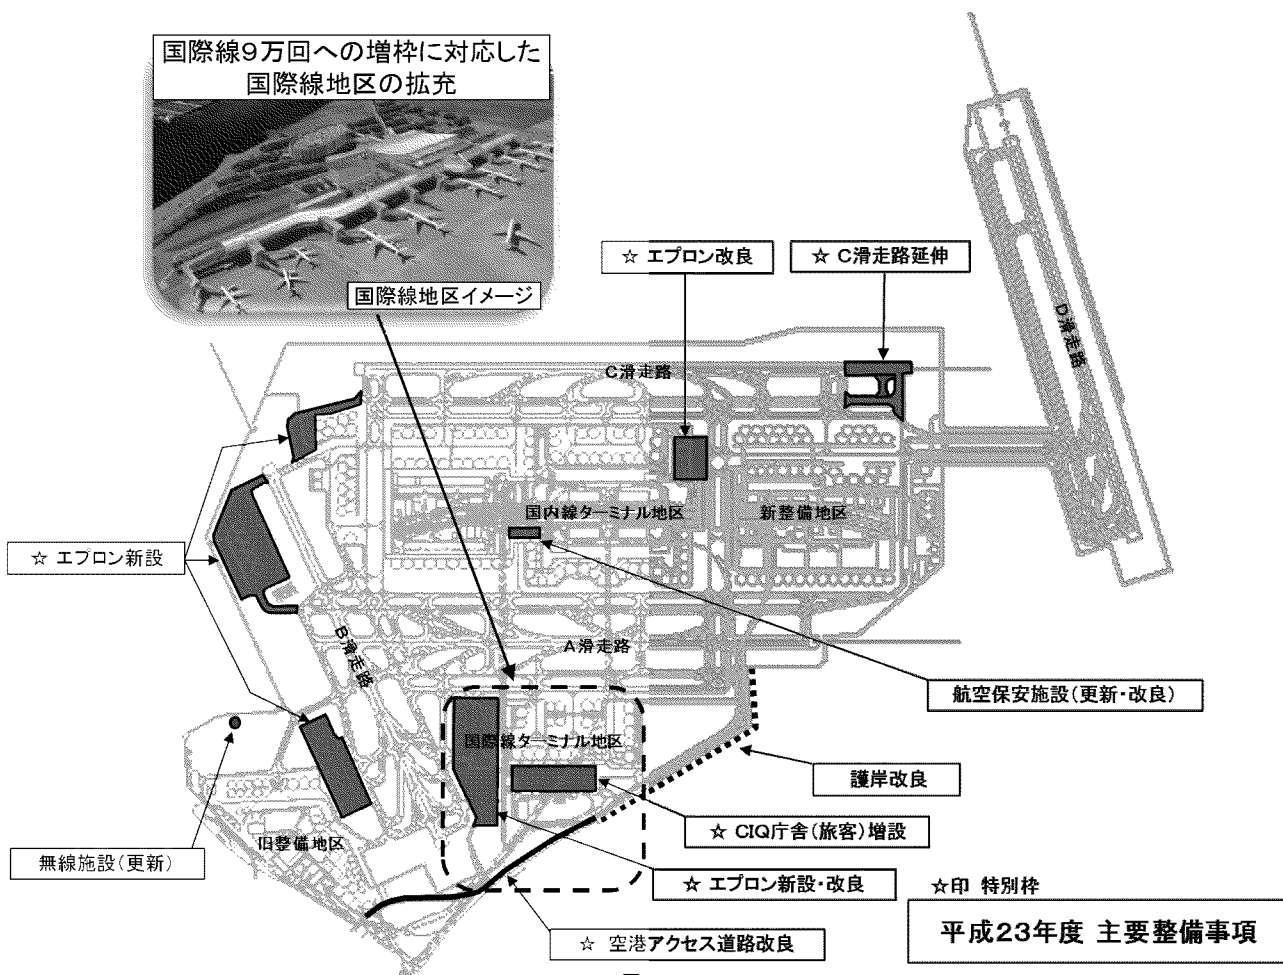 国際線9万回への増枠に対応した
国際線地区の拡充
国際線地区イメージ
☆ エプロン改良
☆ C滑走路延伸
D滑走路
C滑走路
国内線ターミナル地区
新整備地区
☆ エプロン新設
B滑走路
A滑走路
航空保安施設(更新・改良)
国際線ターミナル地区
護岸改良
☆ CIQ庁舎(旅客)増設
旧整備地区
無線施設(更新)
☆ エプロン新設・改良
☆印 特別枠
平成23年度 主要整備事項
☆ 空港アクセス道路改良